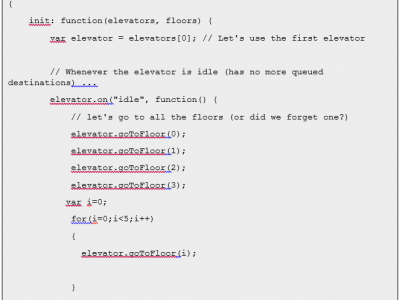 {
init: function(elevators, floors) {
var elevator = elevators[0]; // Let's use the first elevator
// Whenever the elevator is idle (has no more queued
destinations) ...
elevator.on("idle", function() {
// let's go to all the floors (or did we forget one?)
elevator.goToFloor(0);
elevator.goToFloor(1);
elevator.goToFloor(2);
elevator.goToFloor(3);
var i=0;
for(i=0;i<5;i++)
{
elevator.goToFloor(i);
}